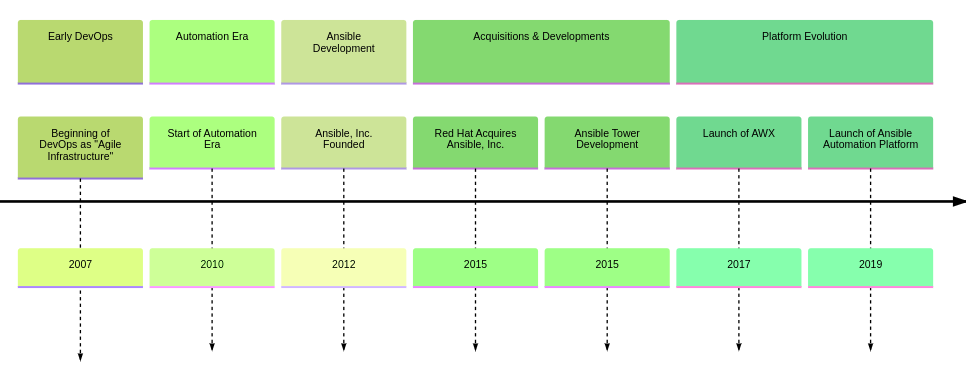 Early DevOps
Automation Era
Ansible
Development
Acquisitions & Developments
Platform Evolution
Beginning of
DevOps as "Agile
Infrastructure"
Start of Automation
Era
Ansible, Inc.
Founded
Red Hat Acquires
Ansible, Inc.
Ansible Tower
Development
Launch of AWX
Launch of Ansible
Automation Platform
2007
2010
2012
2015
2015
2017
2019